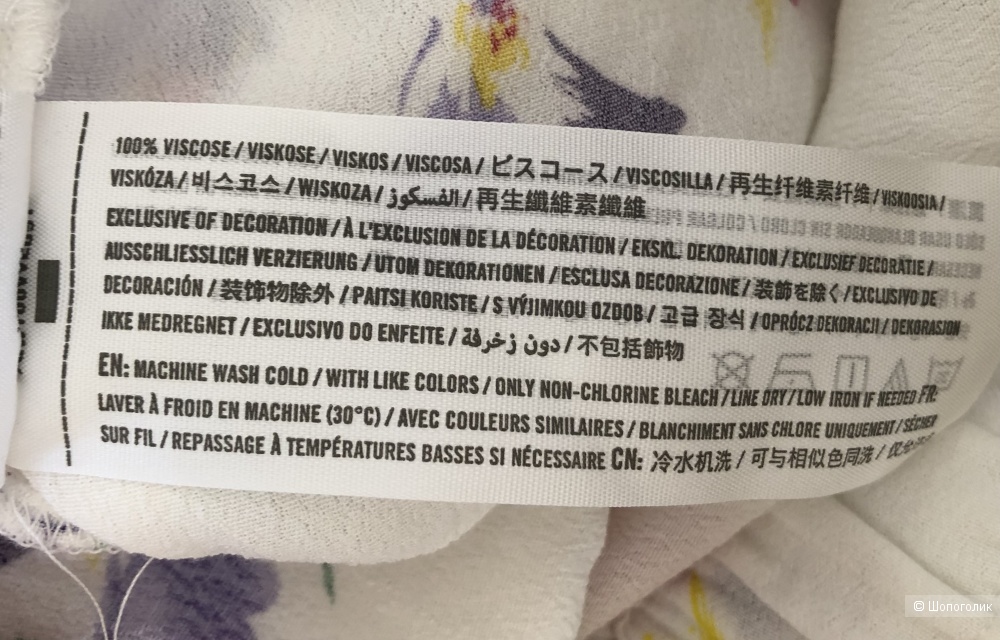 100% VISCOSE / VISKOSE / VISKOS / VISCOSA / ビスコース / VISCOSILLA / 再生纤维素纤维 / VISKOOSIA /
VISKÓZA / 비스코스 / WISKOZA / الفسكوز / 再生纖維素纖維
EXCLUSIVE OF DECORATION / À L'EXCLUSION DE LA DÉCORATION / EKSKL. DEKORATION / EXCLUSIEF DECORATIE /
AUSSCHLIESSLICH VERZIERUNG / UTOM DEKORATIONEN / ESCLUSA DECORAZIONE / 装飾を除く / EXCLUSIVO DE
DECORACIÓN / 装饰物除外 / PAITSI KORISTE / S VÝJIMKOU OZDOB / 고급 장식 / OPRÓCZ DEKORACJI / DEKORASJON
IKKE MEDREGNET / EXCLUSIVO DO ENFEITE / دون زخرفة / 不包括飾物
EN: MACHINE WASH COLD / WITH LIKE COLORS / ONLY NON-CHLORINE BLEACH / LINE DRY / LOW IRON IF NEEDED FR:
LAVER À FROID EN MACHINE (30°C) / AVEC COULEURS SIMILAIRES / BLANCHIMENT SANS CHLORE UNIQUEMENT / SÉCHER
SUR FIL / REPASSAGE À TEMPÉRATURES BASSES SI NÉCESSAIRE CN: 冷水机洗 / 可与相似色同洗 /
© Шопоголик